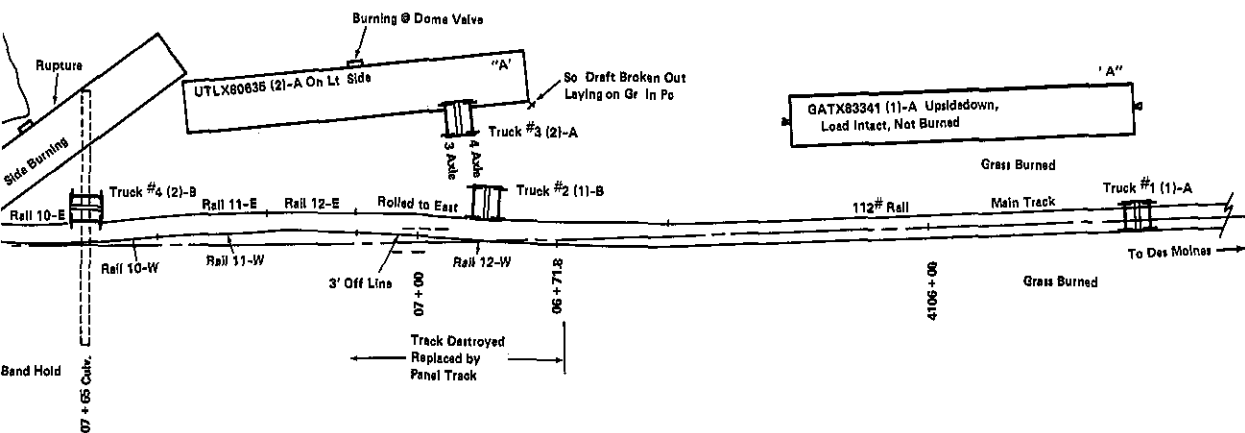 Burning @ Dome Valve
Rupture
UTLX80635 (2)-A On Lt Side
"A'
So Draft Broken Out
Laying on Gr In Pc
'A"
GATX83341 (1)-A Upsidedown,
Load Intact, Not Burned
Side Burning
Truck #3 (2)-A
3 Axle
4 Axle
Grass Burned
Truck #4 (2)-B
Truck #2 (1)-B
Truck #1 (1)-A
Rail 10-E
Rail 11-E
Rail 12-E
Rolled to East
112# Rail
Main Track
Rail 10-W
Rail 11-W
3' Off Line
Rail 12-W
To Des Moines
07 + 00
06 + 71.8
4106 + 00
Grass Burned
Track Destroyed
Replaced by
Panel Track
Band Hold
07 + 65 Culv.